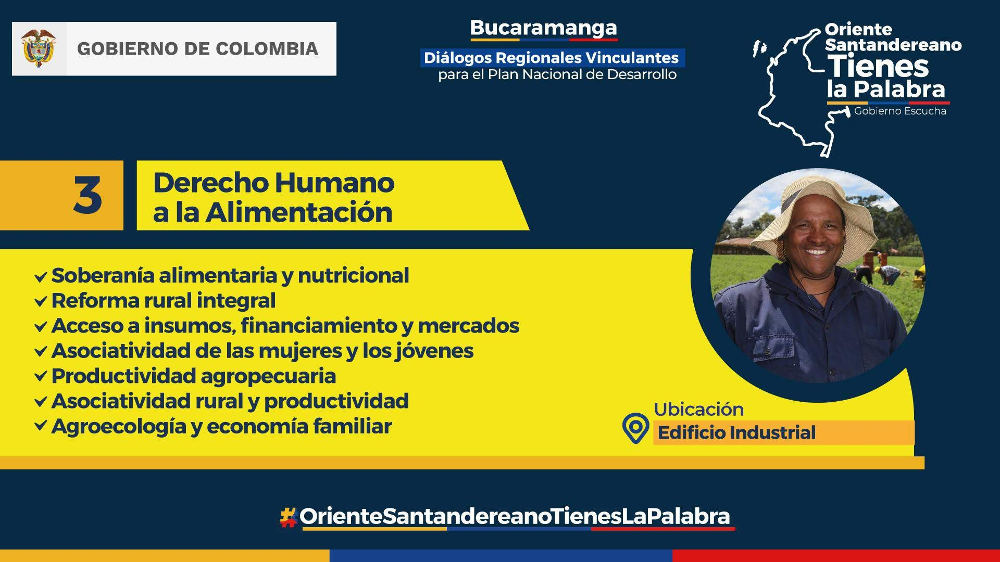 GOBIERNO DE COLOMBIA
Bucaramanga
Diálogos Regionales Vinculantes
para el Plan Nacional de Desarrollo
Oriente
Santandereano
Tienes
la Palabra
Gobierno Escucha
3
Derecho Humano
a la Alimentación
Soberanía alimentaria y nutricional
Reforma rural integral
Acceso a insumos, financiamiento y mercados
Asociatividad de las mujeres y los jóvenes
Productividad agropecuaria
Asociatividad rural y productividad
Agroecología y economía familiar
Ubicación
Edificio Industrial
#OrienteSantandereanoTienesLaPalabra